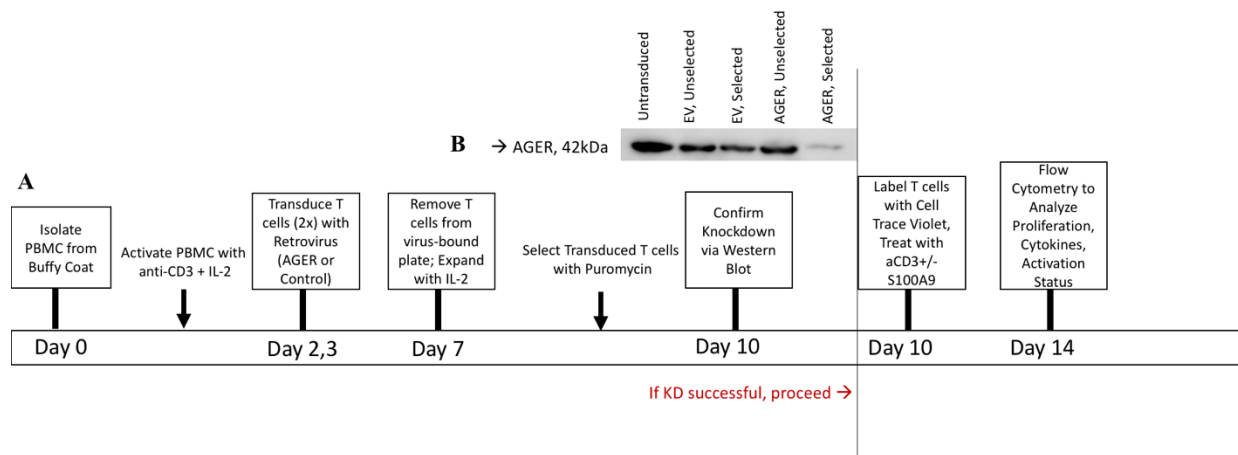 Untransduced
EV, Unselected
EV, Selected
AGER, Unselected
AGER, Selected
B → AGER, 42kDa
A
Isolate
PBMC from
Buffy Coat
Activate PBMC with
anti-CD3 + IL-2
Transduce T
cells (2x) with
Retrovirus
(AGER or
Control)
Remove T
cells from
virus-bound
plate; Expand
with IL-2
Select Transduced T cells
with Puromycin
Confirm
Knockdown
via Western
Blot
Label T cells
with Cell
Trace Violet,
Treat with
aCD3+/-
S100A9
Flow
Cytometry to
Analyze
Proliferation,
Cytokines,
Activation
Status
Day 0
Day 2,3
Day 7
Day 10
Day 10
Day 14
If KD successful, proceed →